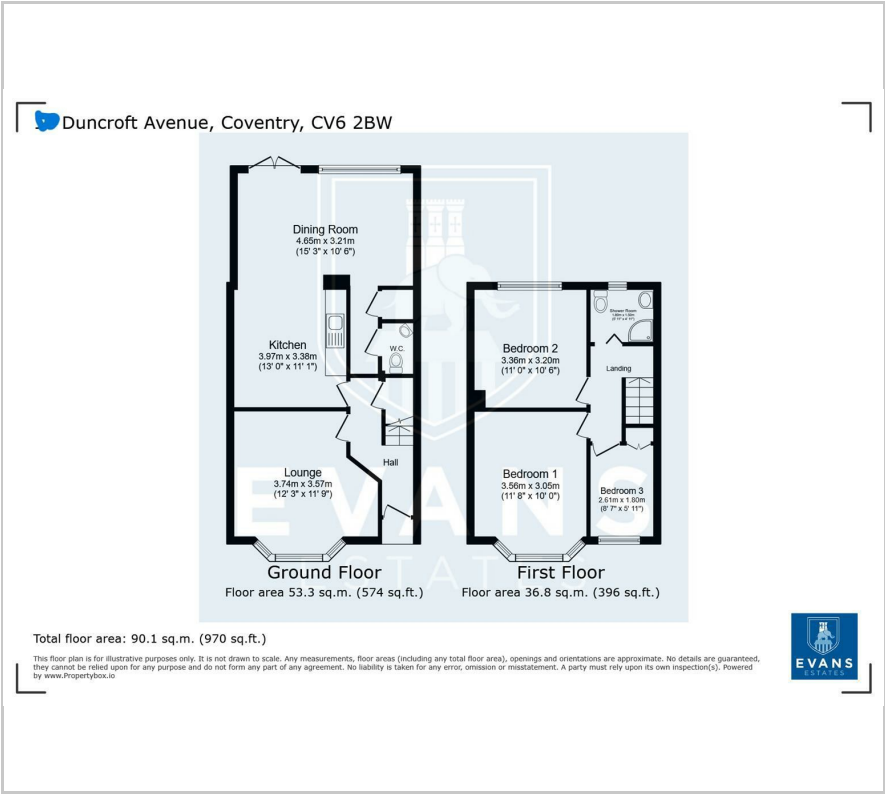 Duncroft Avenue, Coventry, CV6 2BW
Dining Room
4.65m x 3.21m
(15' 3" x 10' 6")
Kitchen
3.97m x 3.38m
(13' 0" x 11' 1")
W.C.
Lounge
3.74m x 3.57m
(12' 3" x 11' 9")
Hall
Ground Floor
Floor area 53.3 sq.m. (574 sq.ft.)
Shower Room
Bedroom 2
3.36m x 3.20m
(11' 0" x 10' 6")
Landing
Bedroom 1
3.56m x 3.05m
(11' 8" x 10' 0")
Bedroom 3
2.61m x 1.80m
(8' 7" x 5' 11")
First Floor
Floor area 36.8 sq.m. (396 sq.ft.)
EVANS
ESTATES
Total floor area: 90.1 sq.m. (970 sq.ft.)
This floor plan is for illustrative purposes only. It is not drawn to scale. Any measurements, floor areas (including any total floor area), openings and orientations are approximate. No details are guaranteed,
they cannot be relied upon for any purpose and do not form any part of any agreement. No liability is taken for any error, omission or misstatement. A party must rely upon its own inspection(s). Powered
by www.Propertybox.io
EVANS
ESTATES